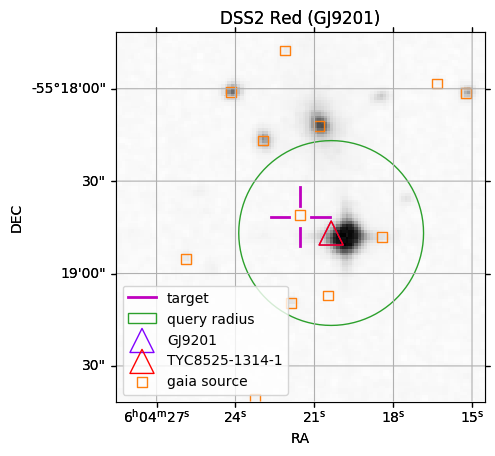 DSS2 Red (GJ9201)
-55°18'00"
30"
19'00"
30"
DEC
target
query radius
GJ9201
TYC8525-1314-1
gaia source
6ʰ04ᵐ27ˢ 24ˢ 21ˢ 18ˢ 15ˢ
RA